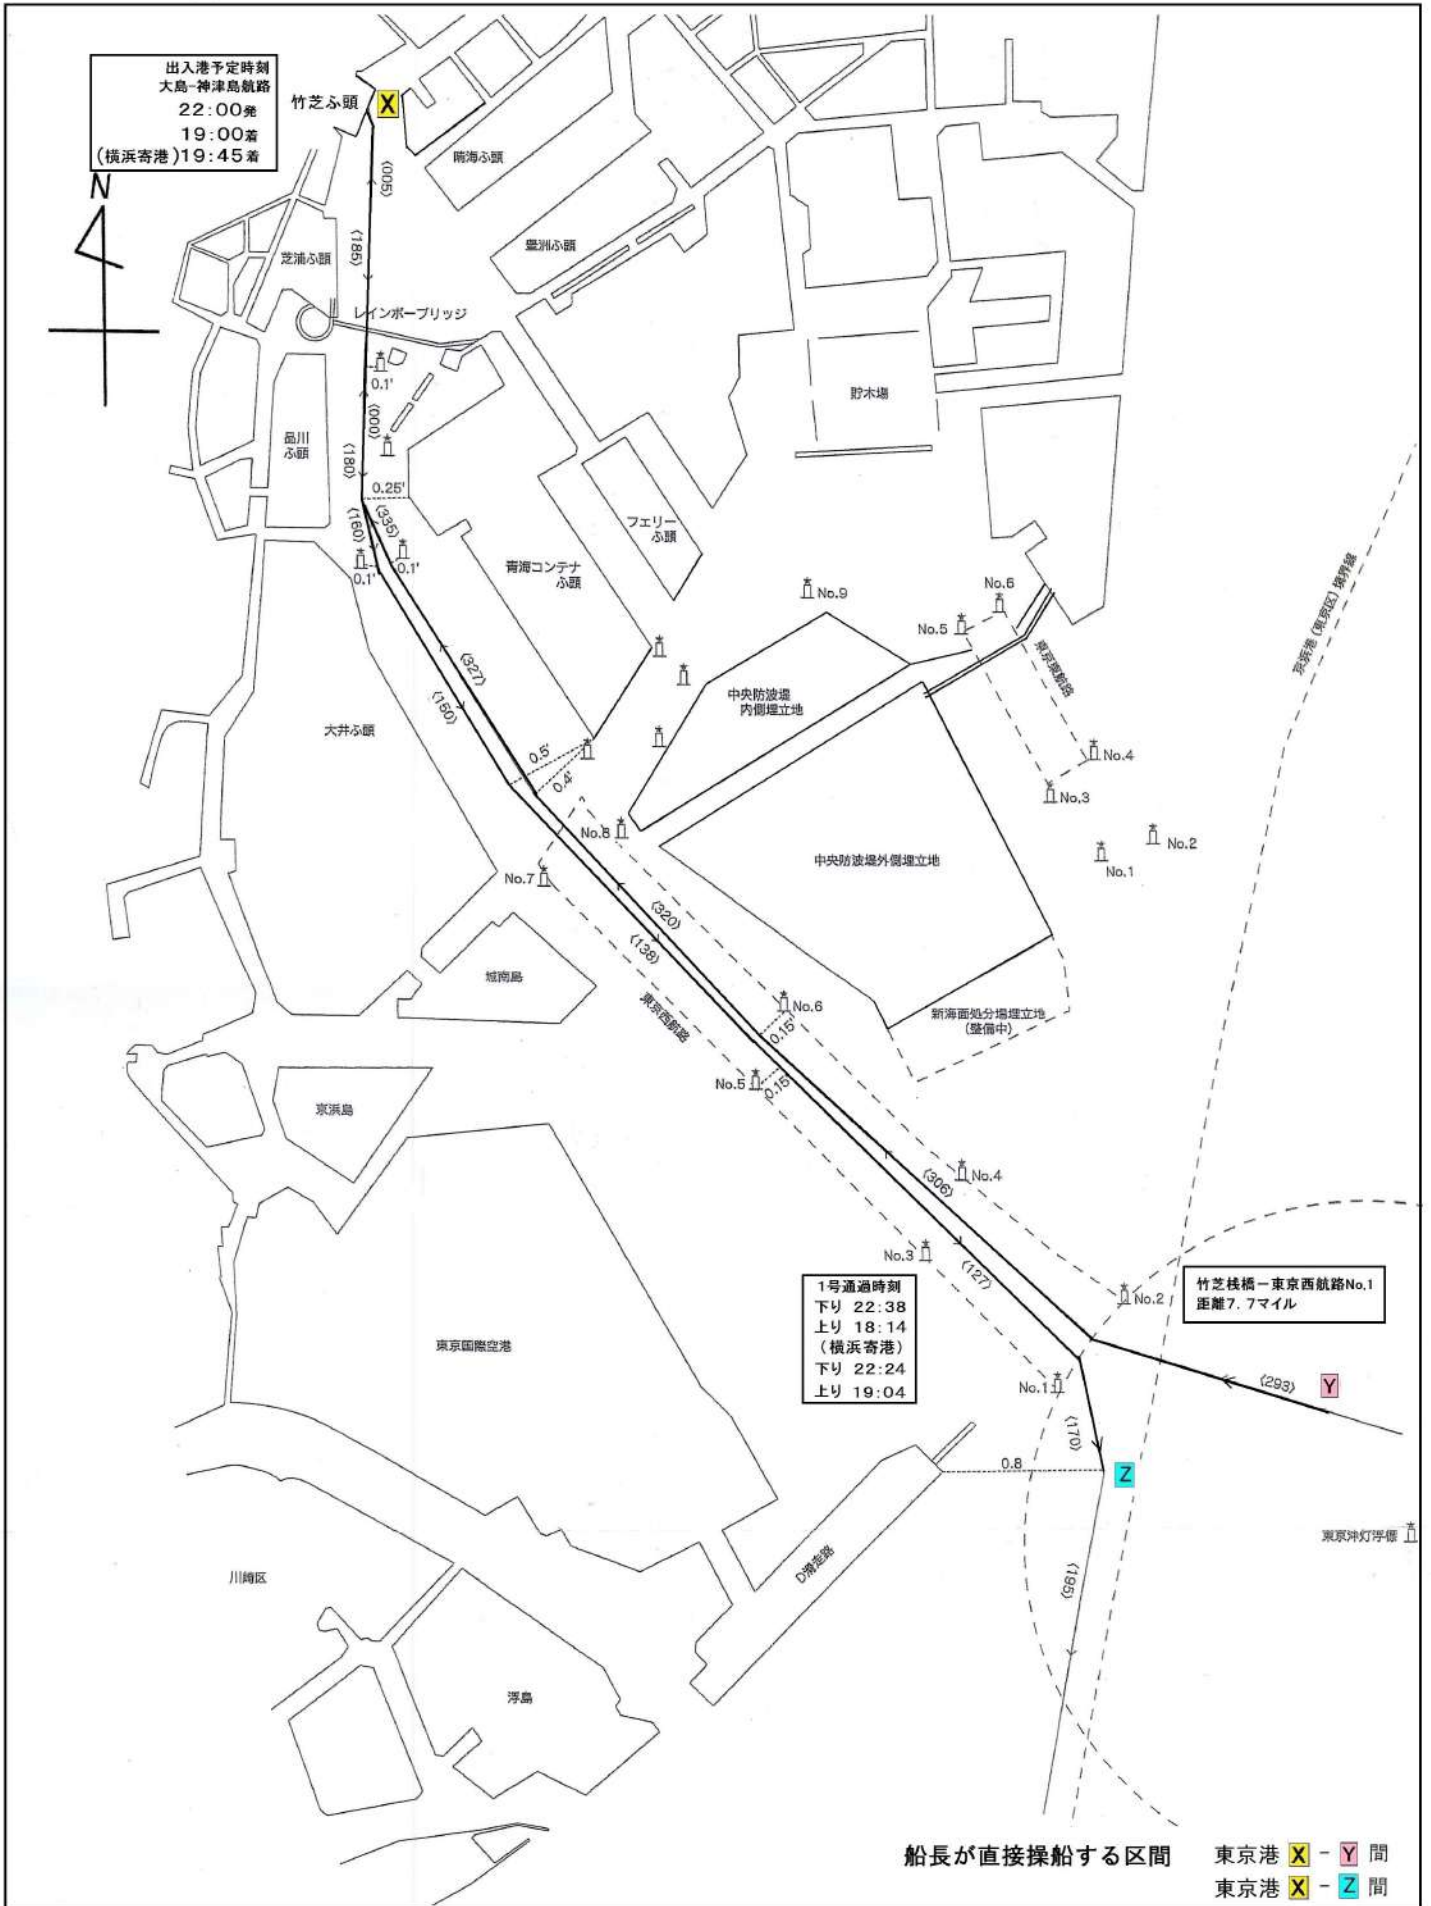 出入港予定時刻
大島-神津島航路
22:00発
19:00着
(横浜寄港)19:45着
竹芝ふ頭
X
N
晴海ふ頭
〈005〉
〈185〉
豊洲ふ頭
芝浦ふ頭
レインボーブリッジ
0.1'
貯木場
〈000〉
品川
ふ頭
〈180〉
0.25'
〈335〉
〈160〉
フェリー
ふ頭
0.1'
0.1'
青海コンテナ
ふ頭
No.9
No.6
No.5
京浜港(東京区)境界線
東京東航路
〈327〉
〈150〉
中央防波堤
内側埋立地
大井ふ頭
0.5'
0.4'
No.4
No.3
No.8
No.2
No.1
中央防波堤外側埋立地
No.7
〈320〉
〈138〉
城南島
東京西航路
No.6
新海面処分場埋立地
(整備中)
0.15'
No.5
0.15'
京浜島
No.4
〈306〉
No.3
〈127〉
1号通過時刻
下り 22:38
上り 18:14
(横浜寄港)
下り 22:24
上り 19:04
No.2
竹芝桟橋－東京西航路No.1
距離7.7マイル
東京国際空港
No.1
〈293〉
Y
〈170〉
0.8
Z
東京沖灯浮標
D滑走路
川崎区
〈195〉
浮島
船長が直接操船する区間
東京港 X - Y 間
東京港 X - Z 間